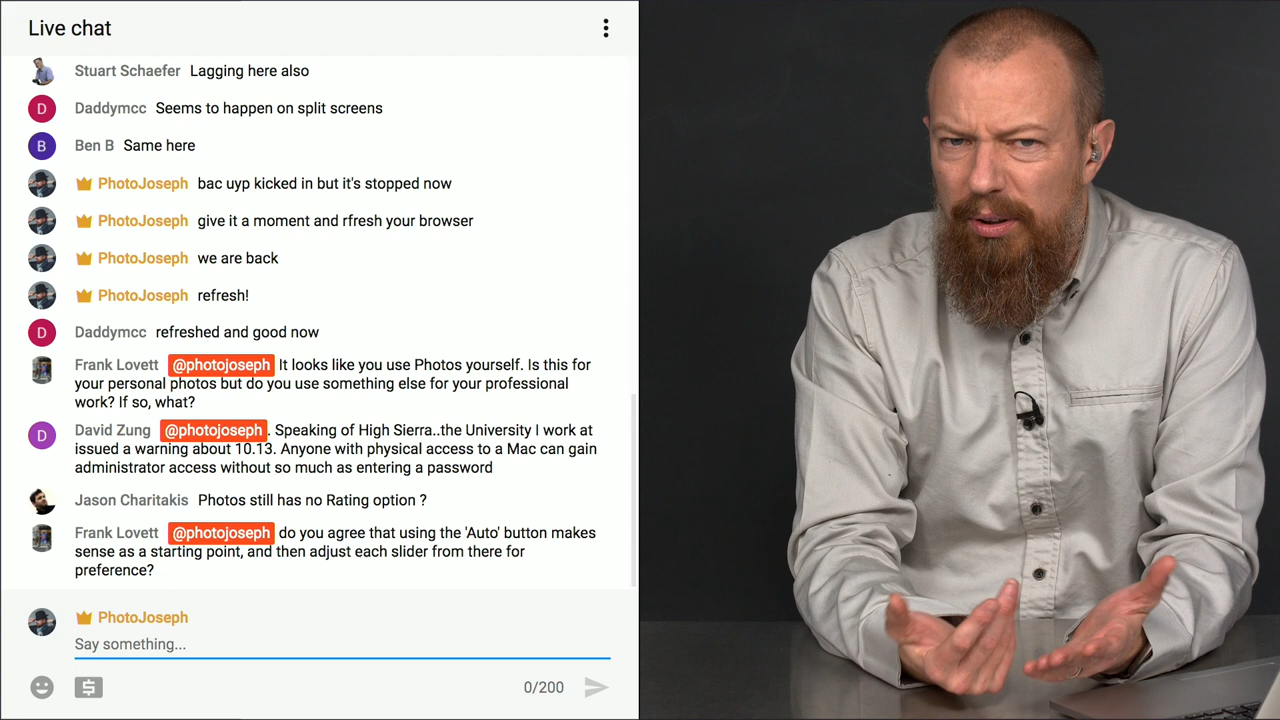 Live chat
Stuart Schaefer Lagging here also
D Daddymcc Seems to happen on split screens
B Ben B Same here
PhotoJoseph bac uyp kicked in but it's stopped now
PhotoJoseph give it a moment and rfresh your browser
PhotoJoseph we are back
PhotoJoseph refresh!
D Daddymcc refreshed and good now
Frank Lovett @photojoseph It looks like you use Photos yourself. Is this for
your personal photos but do you use something else for your professional
work? If so, what?
D David Zung @photojoseph. Speaking of High Sierra..the University I work at
issued a warning about 10.13. Anyone with physical access to a Mac can gain
administrator access without so much as entering a password
Jason Charitakis Photos still has no Rating option ?
Frank Lovett @photojoseph do you agree that using the 'Auto' button makes
sense as a starting point, and then adjust each slider from there for
preference?
PhotoJoseph
Say something...
$ 0/200